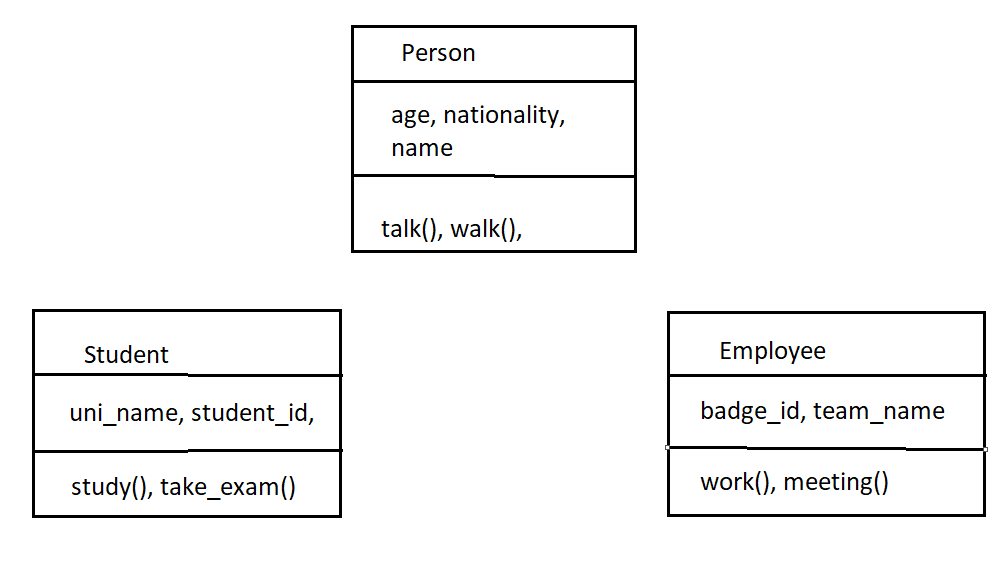 Person
age, nationality,
name
talk(), walk(),
Student
uni_name, student_id,
study(), take_exam()
Employee
badge_id, team_name
work(), meeting()